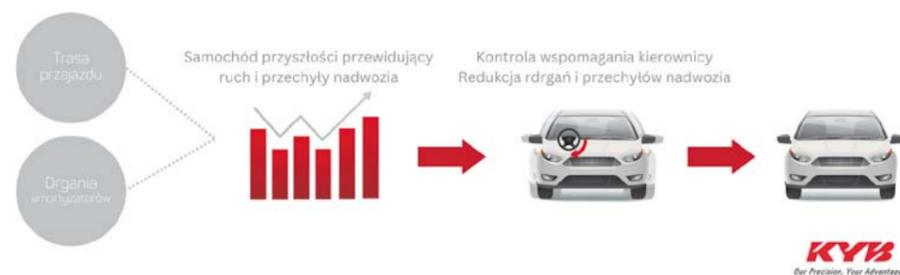 Trasa
przejazdu
Samochód przyszłości przewidujący
ruch i przechyły nadwozia
Kontrola wspomagania kierownicy
Redukcja rdrgań i przechyłów nadwozia
Drgania
amortyzatorów
KYB
Our Precision, Your Advantage